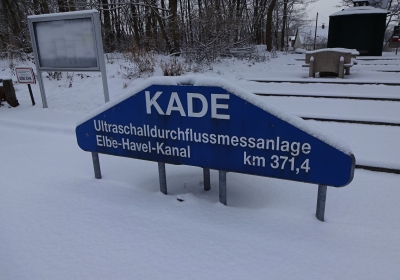 KADE
Ultraschalldurchflussmessanlage
Elbe-Havel-Kanal km 371,4